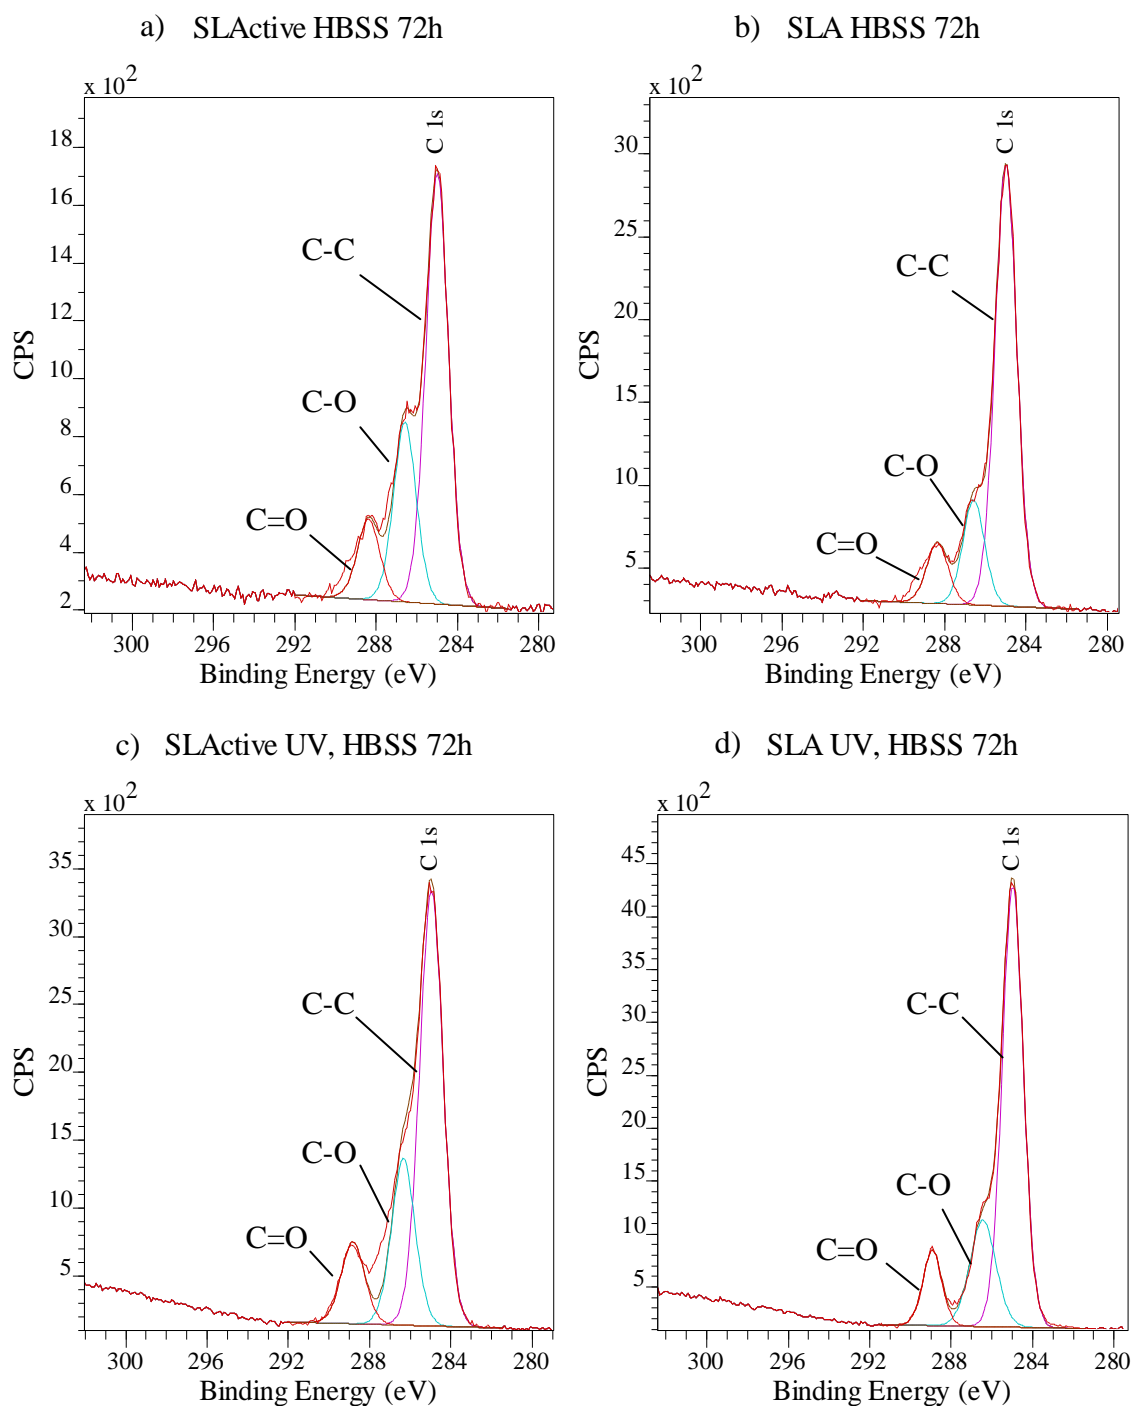 a) SLActive HBSS 72h
x 10²
C 1s
18
16
14
12
10
8
6
4
2
CPS
C-C
C-O
C=O
300 296 292 288 284 280
Binding Energy (eV)
b) SLA HBSS 72h
x 10²
C 1s
30
25
20
15
10
5
CPS
C-C
C-O
C=O
300 296 292 288 284 280
Binding Energy (eV)
c) SLActive UV, HBSS 72h
x 10²
C 1s
35
30
25
20
15
10
5
CPS
C-C
C-O
C=O
300 296 292 288 284 280
Binding Energy (eV)
d) SLA UV, HBSS 72h
x 10²
C 1s
45
40
35
30
25
20
15
10
5
CPS
C-C
C-O
C=O
300 296 292 288 284 280
Binding Energy (eV)